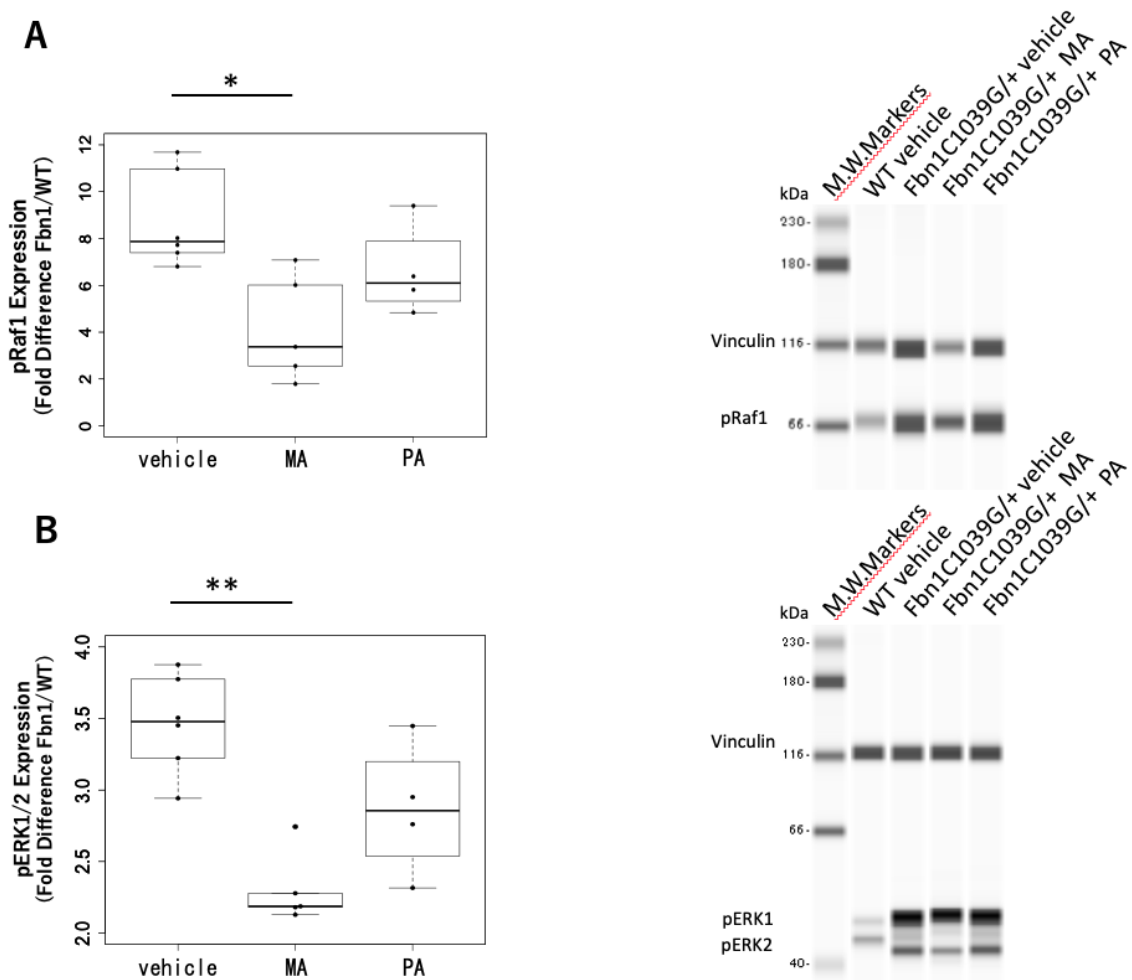 A
*
pRaf1 Expression
(Fold Difference Fbn1/WT)
12
10
8
6
4
2
0
vehicle MA PA
M.W.Markers
WT vehicle
Fbn1C1039G/+ vehicle
Fbn1C1039G/+ MA
Fbn1C1039G/+ PA
kDa
230-
180-
Vinculin 116-
pRaf1 66-
B
**
pERK1/2 Expression
(Fold Difference Fbn1/WT)
4.0
3.5
3.0
2.5
2.0
vehicle MA PA
M.W.Markers
WT vehicle
Fbn1C1039G/+ vehicle
Fbn1C1039G/+ MA
Fbn1C1039G/+ PA
kDa
230-
180-
Vinculin
116-
66-
pERK1
pERK2
40-